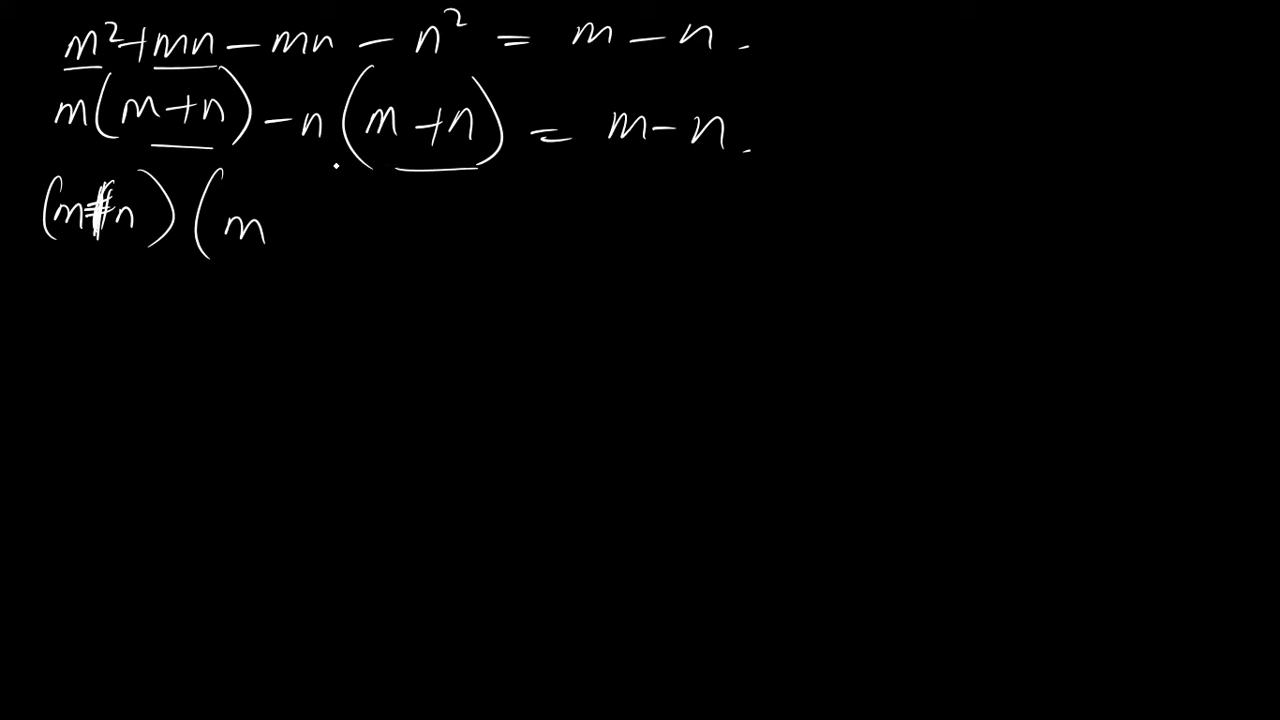 m²+mn-mn-n² = m-n.
m(m+n)-n(m+n) = m-n.
(m+n)(m